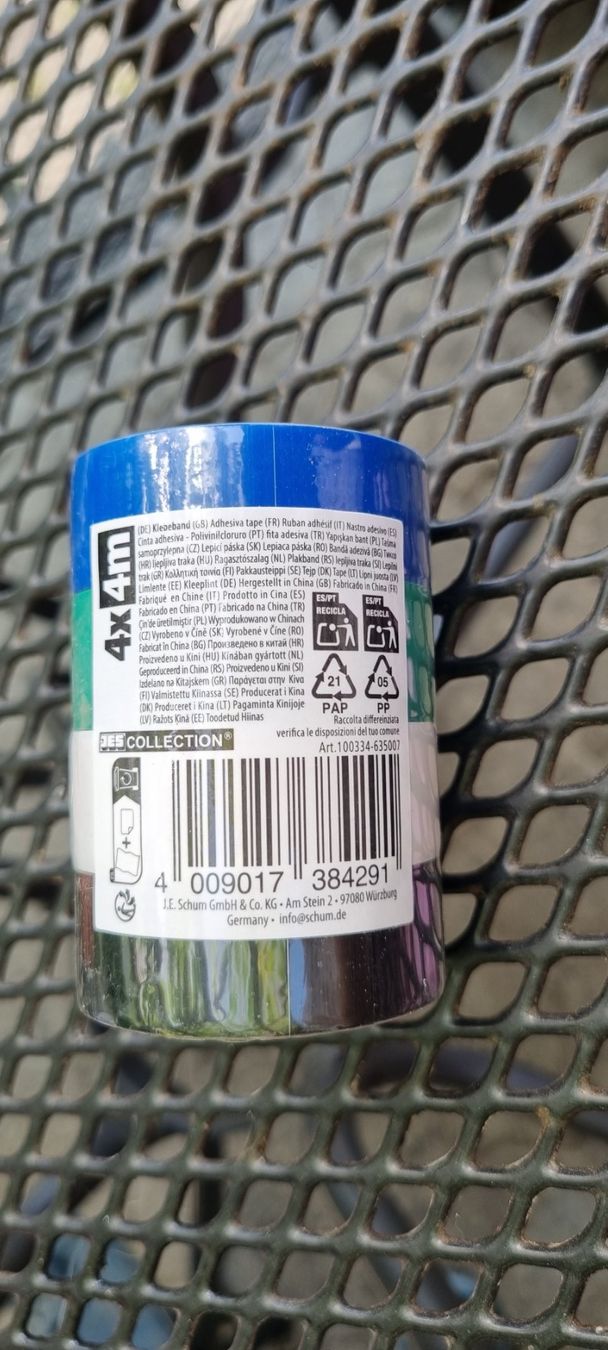 4x4m
(DE) Klebeband (GB) Adhesiva tape (FR) Ruban adhésif (IT) Nastro adesivo (ES)
Cinta adhesiva - Polivinilcloruro (PT) fita adesiva (TR) Yapışkan bant (PL) Taśma
samoprzylepna (CZ) Lepicí páska (SK) Lepiaca páska (RO) Bandă adezivă (BG) Тиксо
(HR) ljepljiva traka (HU) Ragasztószalag (NL) Plakband (RS) lepljiva traka (SI) Lepilni
trak (GR) Κολλητική ταινία (FI) Pakkausteippi (SE) Tejp (DK) Tape (LT) Lipni juosta (LV)
Limlente (EE) Kleeplint (DE) Hergestellt in China (GB) Fabricado in China (FR)
Fabriqué en Chine (IT) Prodotto in Cina (ES)
Fabricado en China (PT) Fabricado na China (TR)
Çin'de üretilmiştir (PL) Wyprodukowano w Chinach
(CZ) Vyrobeno v Číně (SK) Vyrobené v Číne (RO)
Fabricat în China (BG) Произведено в китай (HR)
Proizvedeno u Kini (HU) Kínában gyártott (NL)
Geproduceerd in China (RS) Proizvedeno u Kini (SI)
Izdelano na Kitajskem (GR) Παράγεται στην Κίνα
(FI) Valmistettu Kiinassa (SE) Producerat i Kina
(DK) Produceret i Kina (LT) Pagaminta Kinijoje
(LV) Ražots Ķīnā (EE) Toodetud Hiinas
ES/PT
RECICLA
ES/PT
RECICLA
21
PAP
05
PP
Raccolta differenziata
verifica le disposizioni del tuo comune
Art.100334-635007
JES COLLECTION®
4 009017 384291
J.E. Schum GmbH & Co. KG • Am Stein 2 • 97080 Würzburg
Germany • info@schum.de